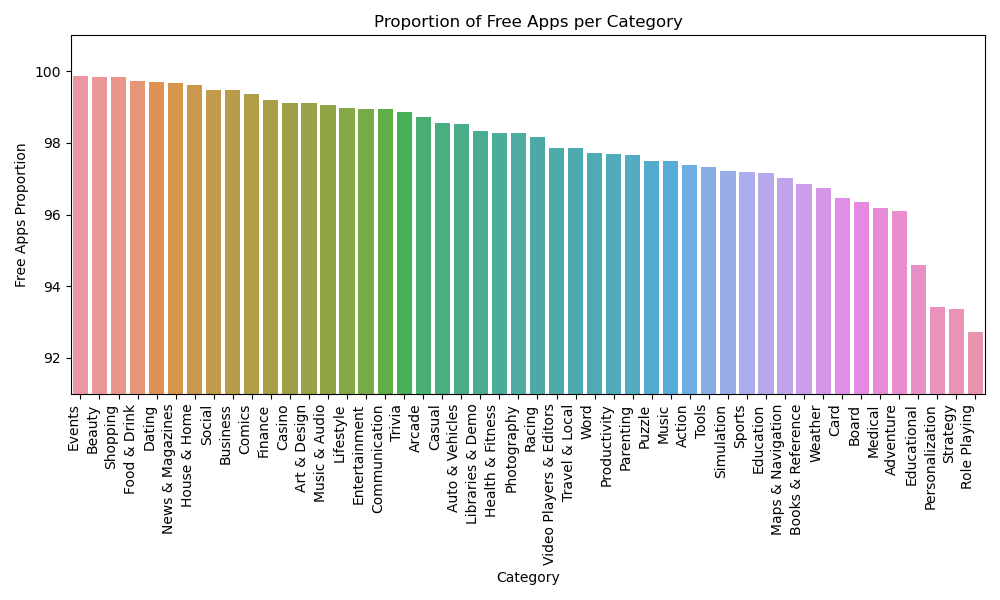 Proportion of Free Apps per Category
Free Apps Proportion
100
98
96
94
92
Events
Beauty
Shopping
Food & Drink
Dating
News & Magazines
House & Home
Social
Business
Comics
Finance
Casino
Art & Design
Music & Audio
Lifestyle
Entertainment
Communication
Trivia
Arcade
Casual
Auto & Vehicles
Libraries & Demo
Health & Fitness
Photography
Racing
Video Players & Editors
Travel & Local
Word
Productivity
Parenting
Puzzle
Music
Action
Tools
Simulation
Sports
Education
Maps & Navigation
Books & Reference
Weather
Card
Board
Medical
Adventure
Educational
Personalization
Strategy
Role Playing
Category